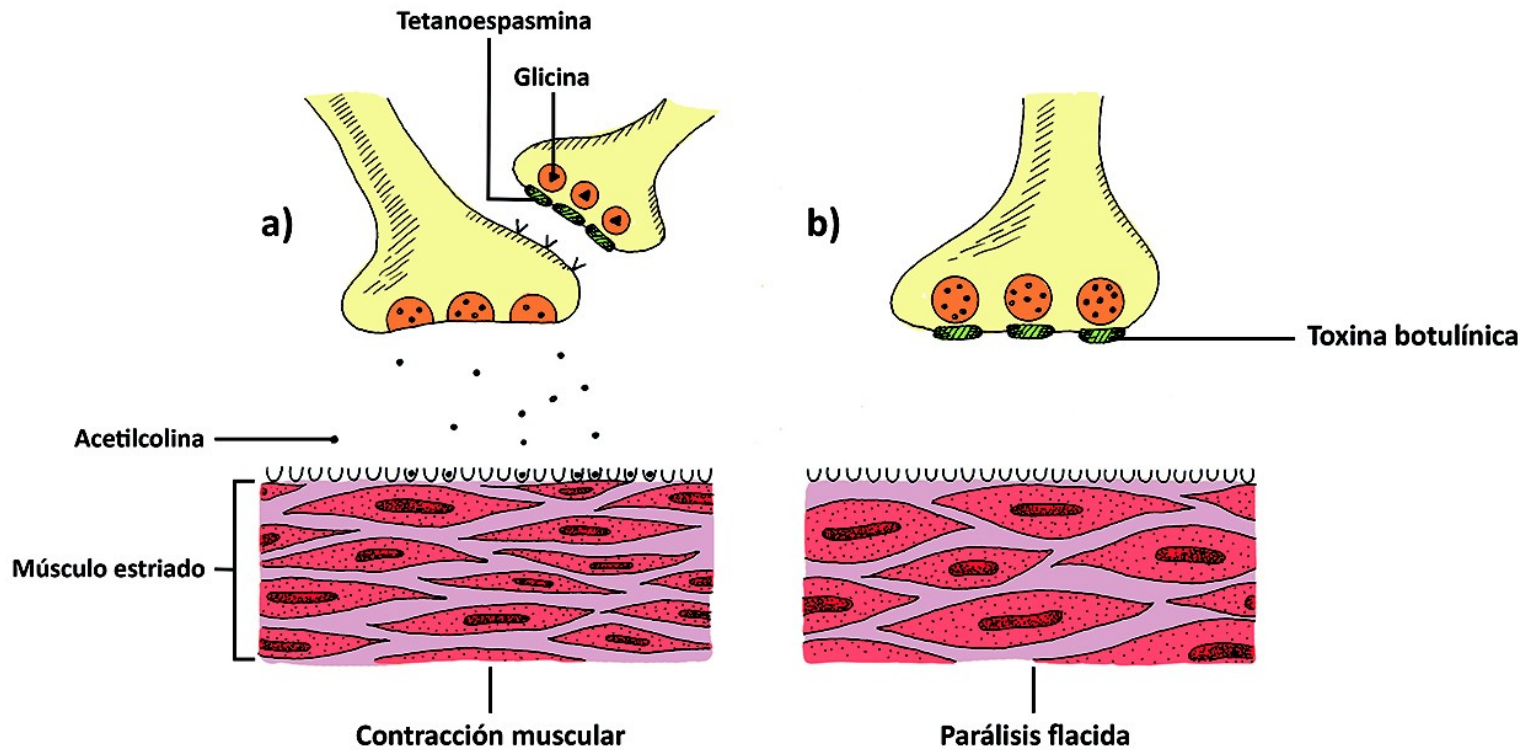 Tetanoespasmina
Glicina
a)
b)
Toxina botulínica
Acetilcolina
Músculo estriado
Contracción muscular
Parálisis flacida